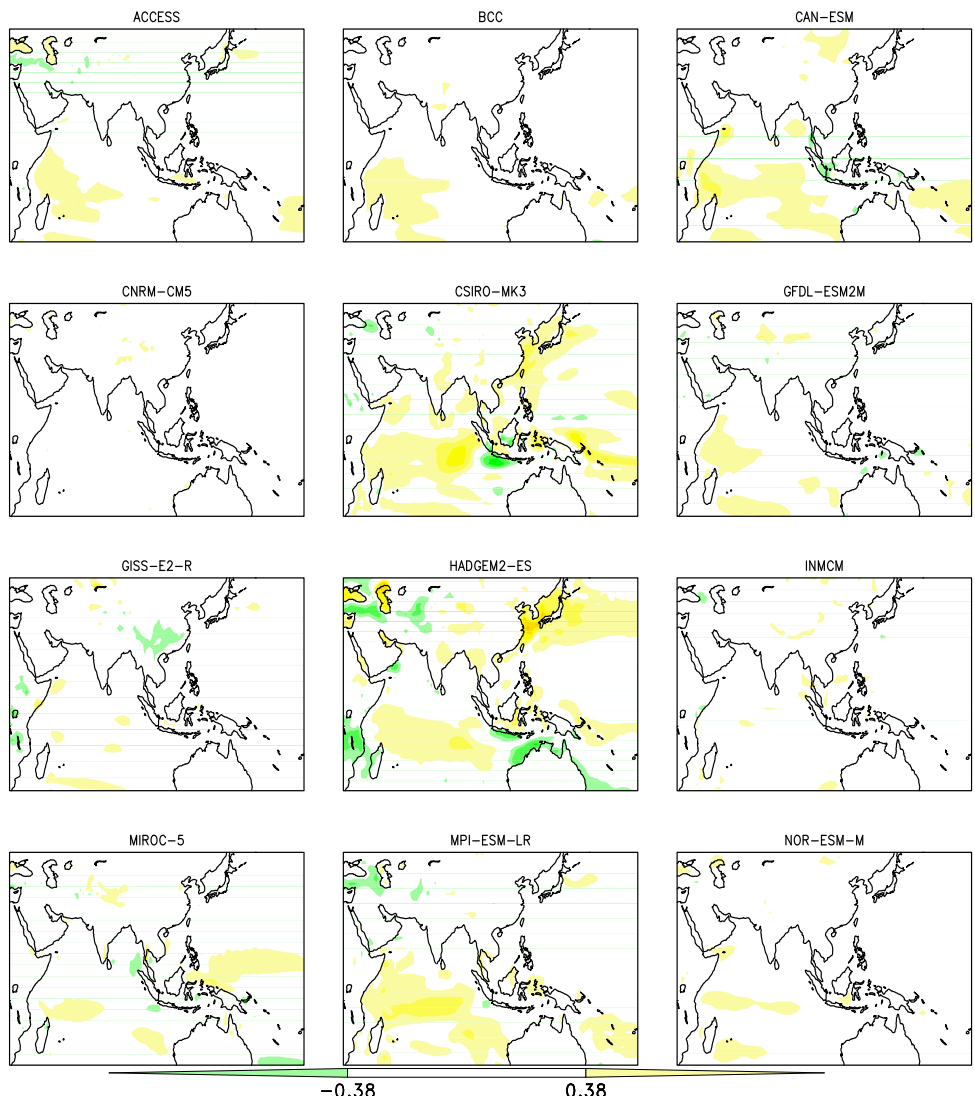 ACCESS BCC CAN-ESM
CNRM-CM5 CSIRO-MK3 GFDL-ESM2M
GISS-E2-R HADGEM2-ES INMCM
MIROC-5 MPI-ESM-LR NOR-ESM-M
-0.38 0.38